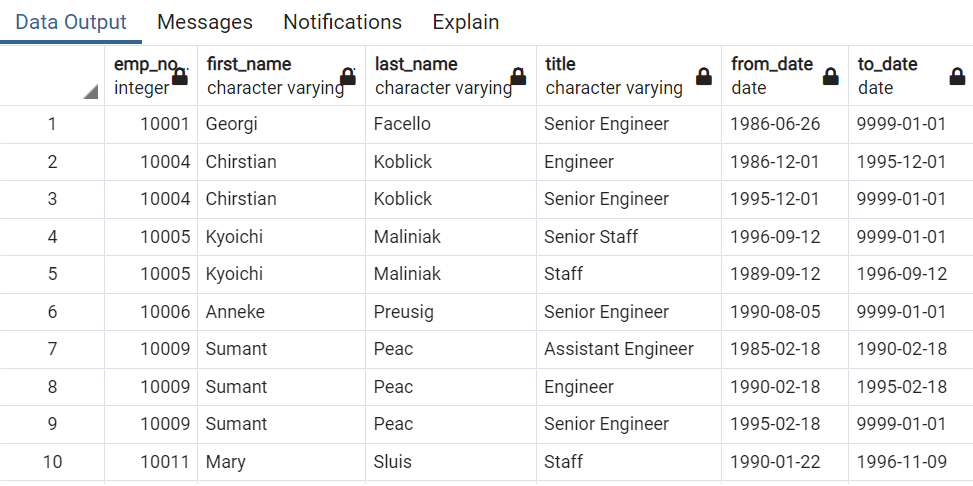 Data Output Messages Notifications Explain
emp_no.. first_name last_name title from_date to_date
integer character varying character varying character varying date date
1 10001 Georgi Facello Senior Engineer 1986-06-26 9999-01-01
2 10004 Chirstian Koblick Engineer 1986-12-01 1995-12-01
3 10004 Chirstian Koblick Senior Engineer 1995-12-01 9999-01-01
4 10005 Kyoichi Maliniak Senior Staff 1996-09-12 9999-01-01
5 10005 Kyoichi Maliniak Staff 1989-09-12 1996-09-12
6 10006 Anneke Preusig Senior Engineer 1990-08-05 9999-01-01
7 10009 Sumant Peac Assistant Engineer 1985-02-18 1990-02-18
8 10009 Sumant Peac Engineer 1990-02-18 1995-02-18
9 10009 Sumant Peac Senior Engineer 1995-02-18 9999-01-01
10 10011 Mary Sluis Staff 1990-01-22 1996-11-09